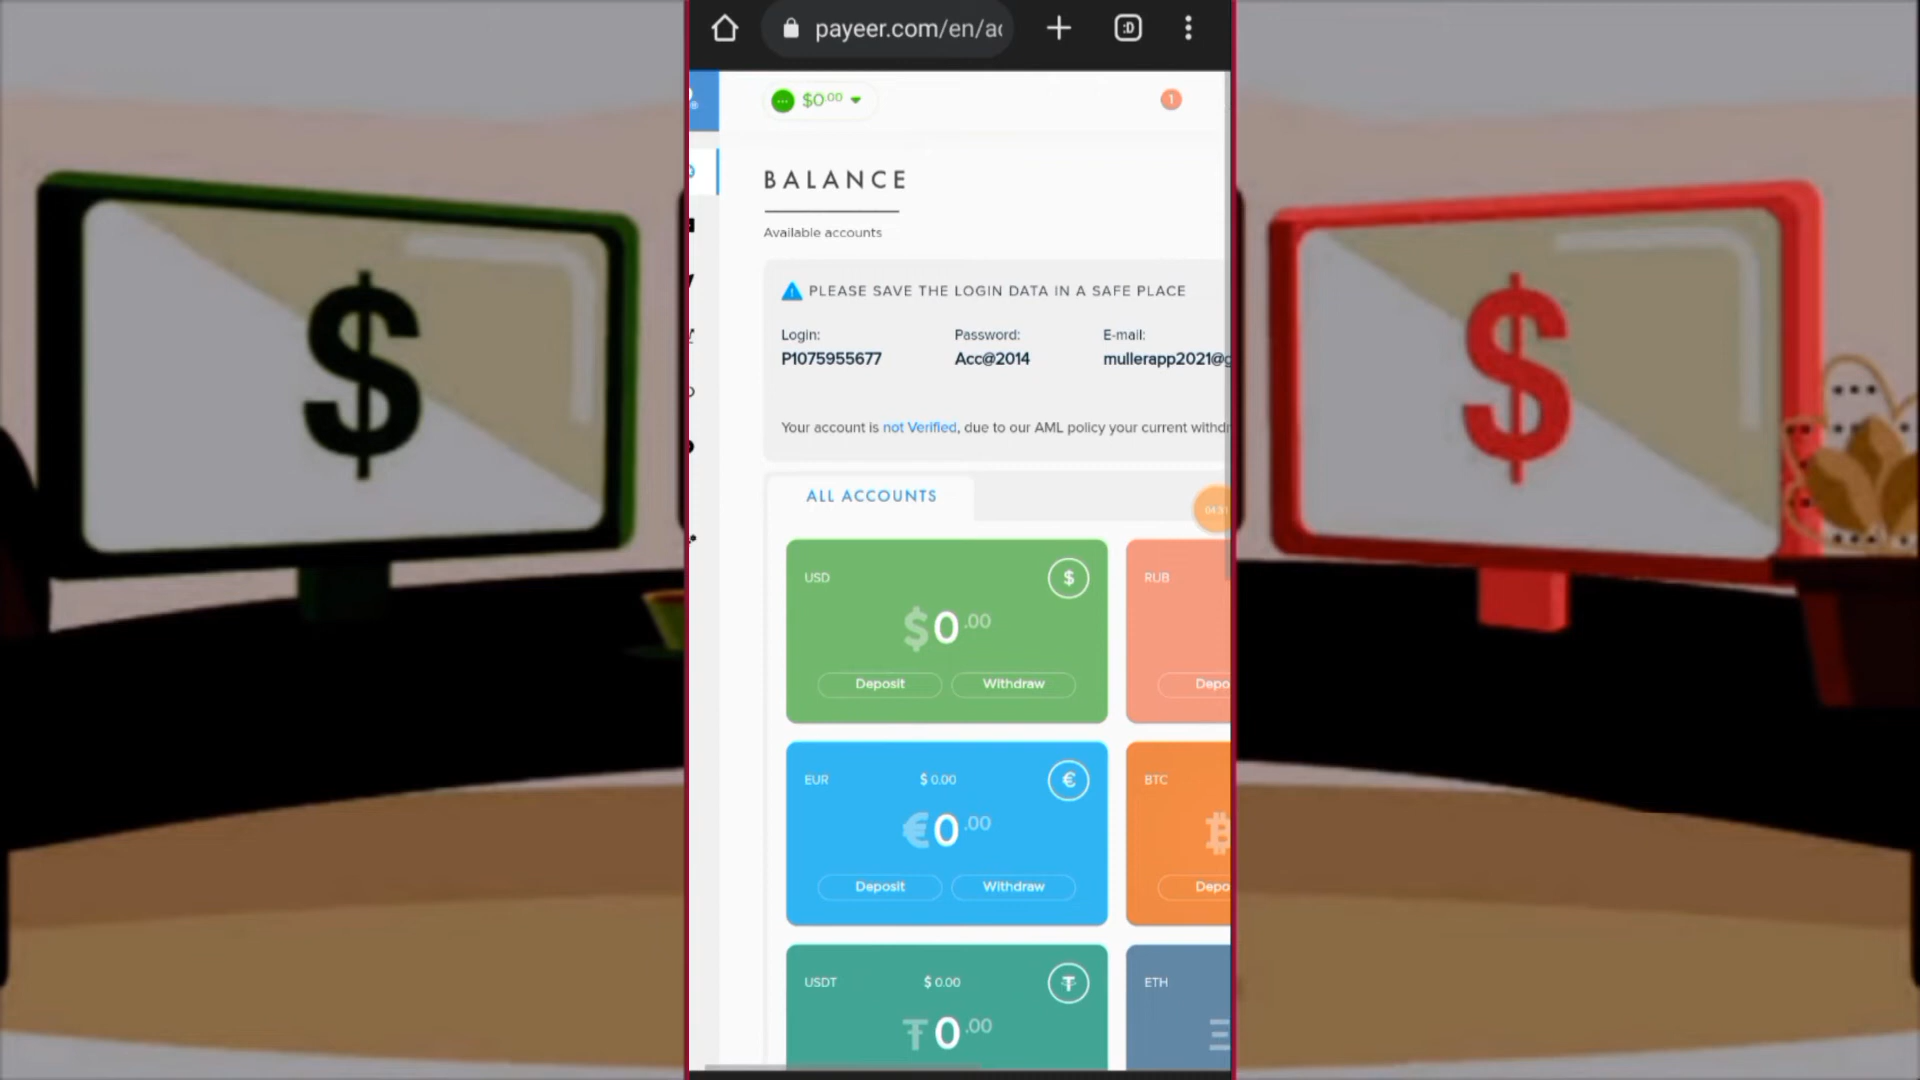 payeer.com/en/ac
:D
$0.00
1
BALANCE
Available accounts
PLEASE SAVE THE LOGIN DATA IN A SAFE PLACE
Login: Password: E-mail:
P1075955677 Acc@2014 mullerapp2021@g
Your account is not Verified, due to our AML policy your current withdr
ALL ACCOUNTS
04:31
USD $ RUB
$0.00
Deposit Withdraw Depo
EUR $ 0.00 € BTC
€0.00
Deposit Withdraw Depo
USDT $ 0.00 ETH
₮0.00
$
$